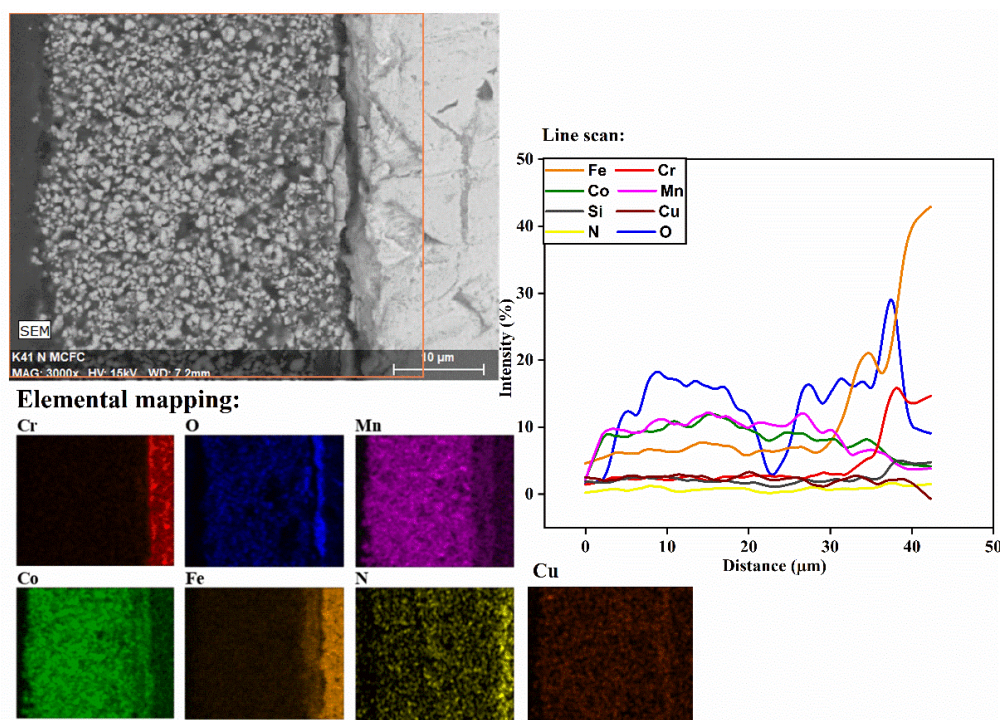 SEM
K41 N MCFC
MAG: 3000x HV: 15kV WD: 7.2mm
10 µm
Line scan:
Fe Cr
Co Mn
Si Cu
N O
50
40
30
20
10
0
Intensity (%)
0 10 20 30 40 50
Distance (µm)
Elemental mapping:
Cr O Mn
Co Fe N Cu